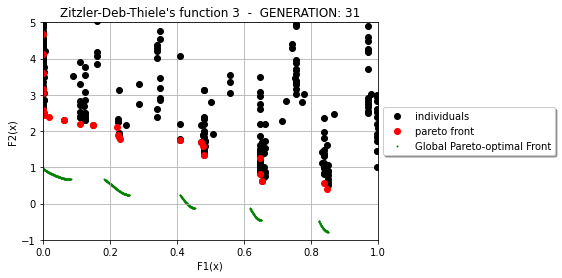 Zitzler-Deb-Thiele's function 3 - GENERATION: 31
5
4
3
2
1
0
−1
F2(x)
0.0 0.2 0.4 0.6 0.8 1.0
F1(x)
individuals
pareto front
Global Pareto-optimal Front